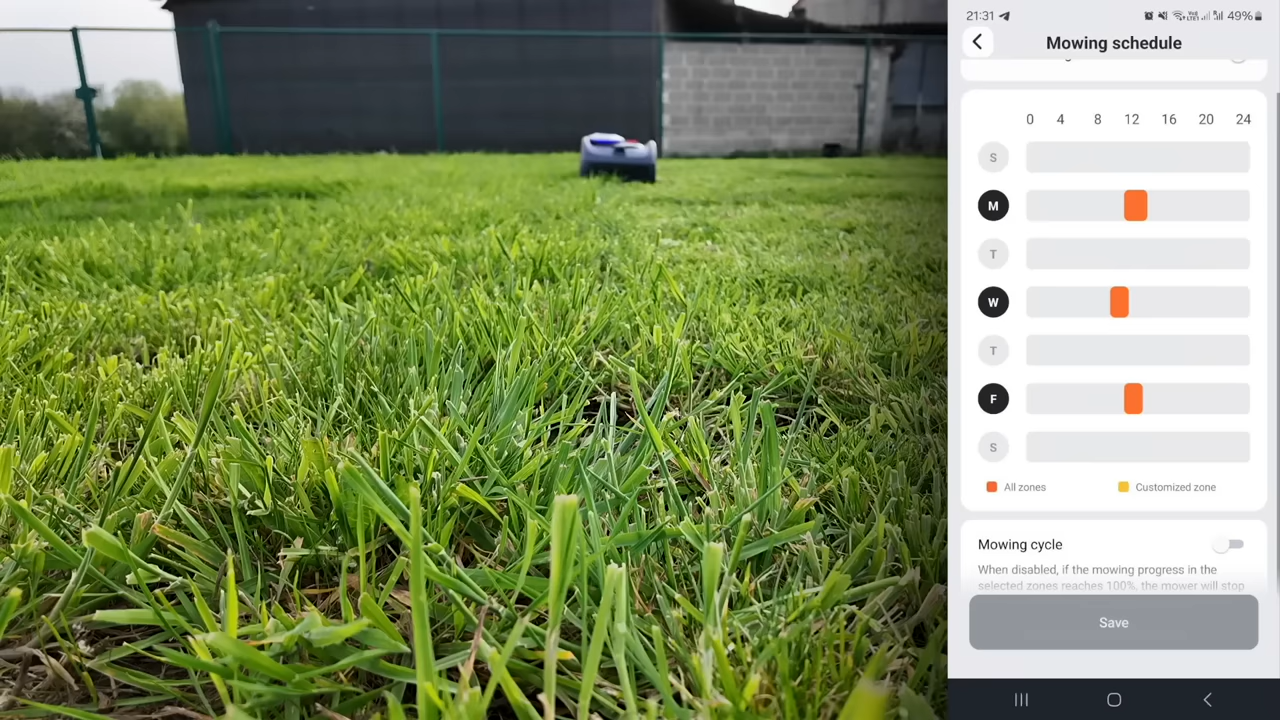 21:31
49%
Mowing schedule
0 4 8 12 16 20 24
S
M
T
W
T
F
S
All zones
Customized zone
Mowing cycle
When disabled, if the mowing progress in the
selected zones reaches 100%, the mower will stop
Save